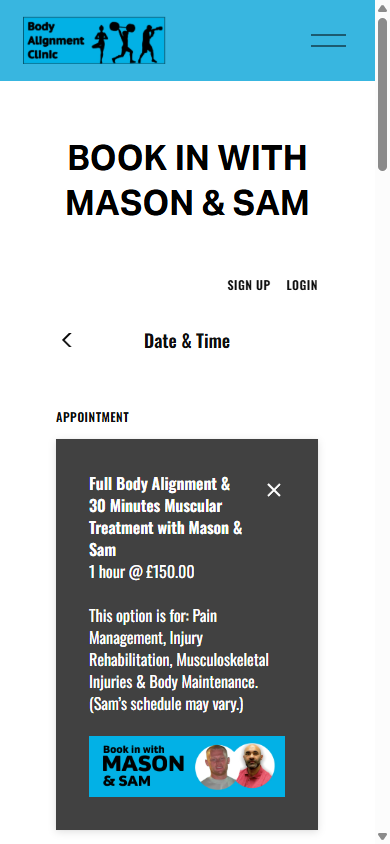 Body
Alignment
Clinic
BOOK IN WITH
MASON & SAM
SIGN UP LOGIN
Date & Time
APPOINTMENT
Full Body Alignment &
30 Minutes Muscular
Treatment with Mason &
Sam
1 hour @ £150.00
This option is for: Pain
Management, Injury
Rehabilitation, Musculoskeletal
Injuries & Body Maintenance.
(Sam’s schedule may vary.)
Book in with
MASON
& SAM